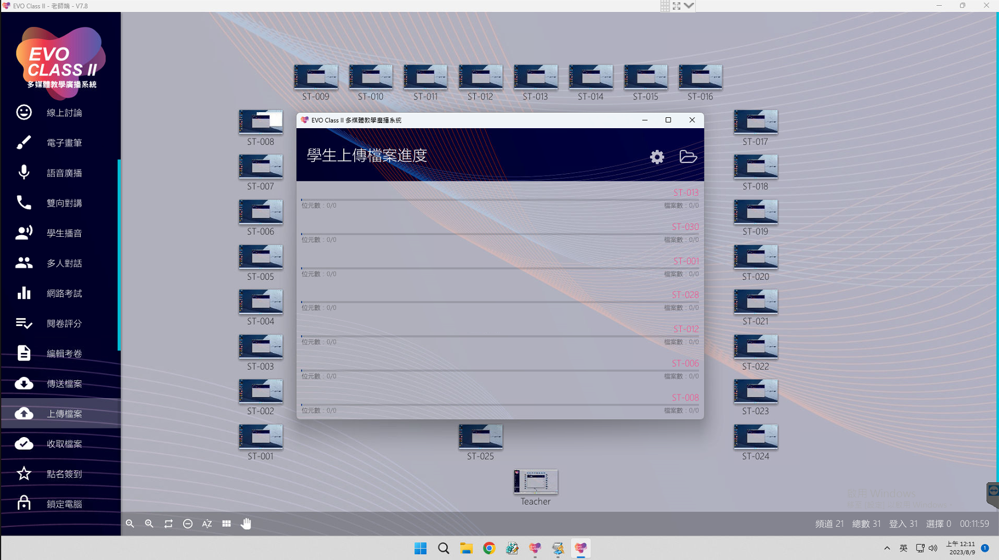 EVO Class II - 老師端 - V7.8
EVO
CLASS II
多媒體教學廣播系統
線上討論
電子畫筆
語音廣播
雙向對講
學生播音
多人對話
網路考試
閱卷評分
編輯考卷
傳送檔案
上傳檔案
收取檔案
點名簽到
鎖定電腦
ST-009
ST-010
ST-011
ST-012
ST-013
ST-014
ST-015
ST-016
ST-008
ST-007
ST-006
ST-005
ST-004
ST-003
ST-002
ST-001
EVO Class II 多媒體教學廣播系統
學生上傳檔案進度
ST-013
位元數 : 0/0
檔案數 : 0/0
ST-030
位元數 : 0/0
檔案數 : 0/0
ST-001
位元數 : 0/0
檔案數 : 0/0
ST-028
位元數 : 0/0
檔案數 : 0/0
ST-012
位元數 : 0/0
檔案數 : 0/0
ST-006
位元數 : 0/0
檔案數 : 0/0
ST-008
位元數 : 0/0
檔案數 : 0/0
ST-017
ST-018
ST-019
ST-020
ST-021
ST-022
ST-023
ST-024
ST-025
Teacher
啟用 Windows
移至 [設定] 以啟用 Windows。
AZ
頻道 21 總數 31 登入 31 選擇 0 00:11:59
英
上午 12:11
2023/8/9
1